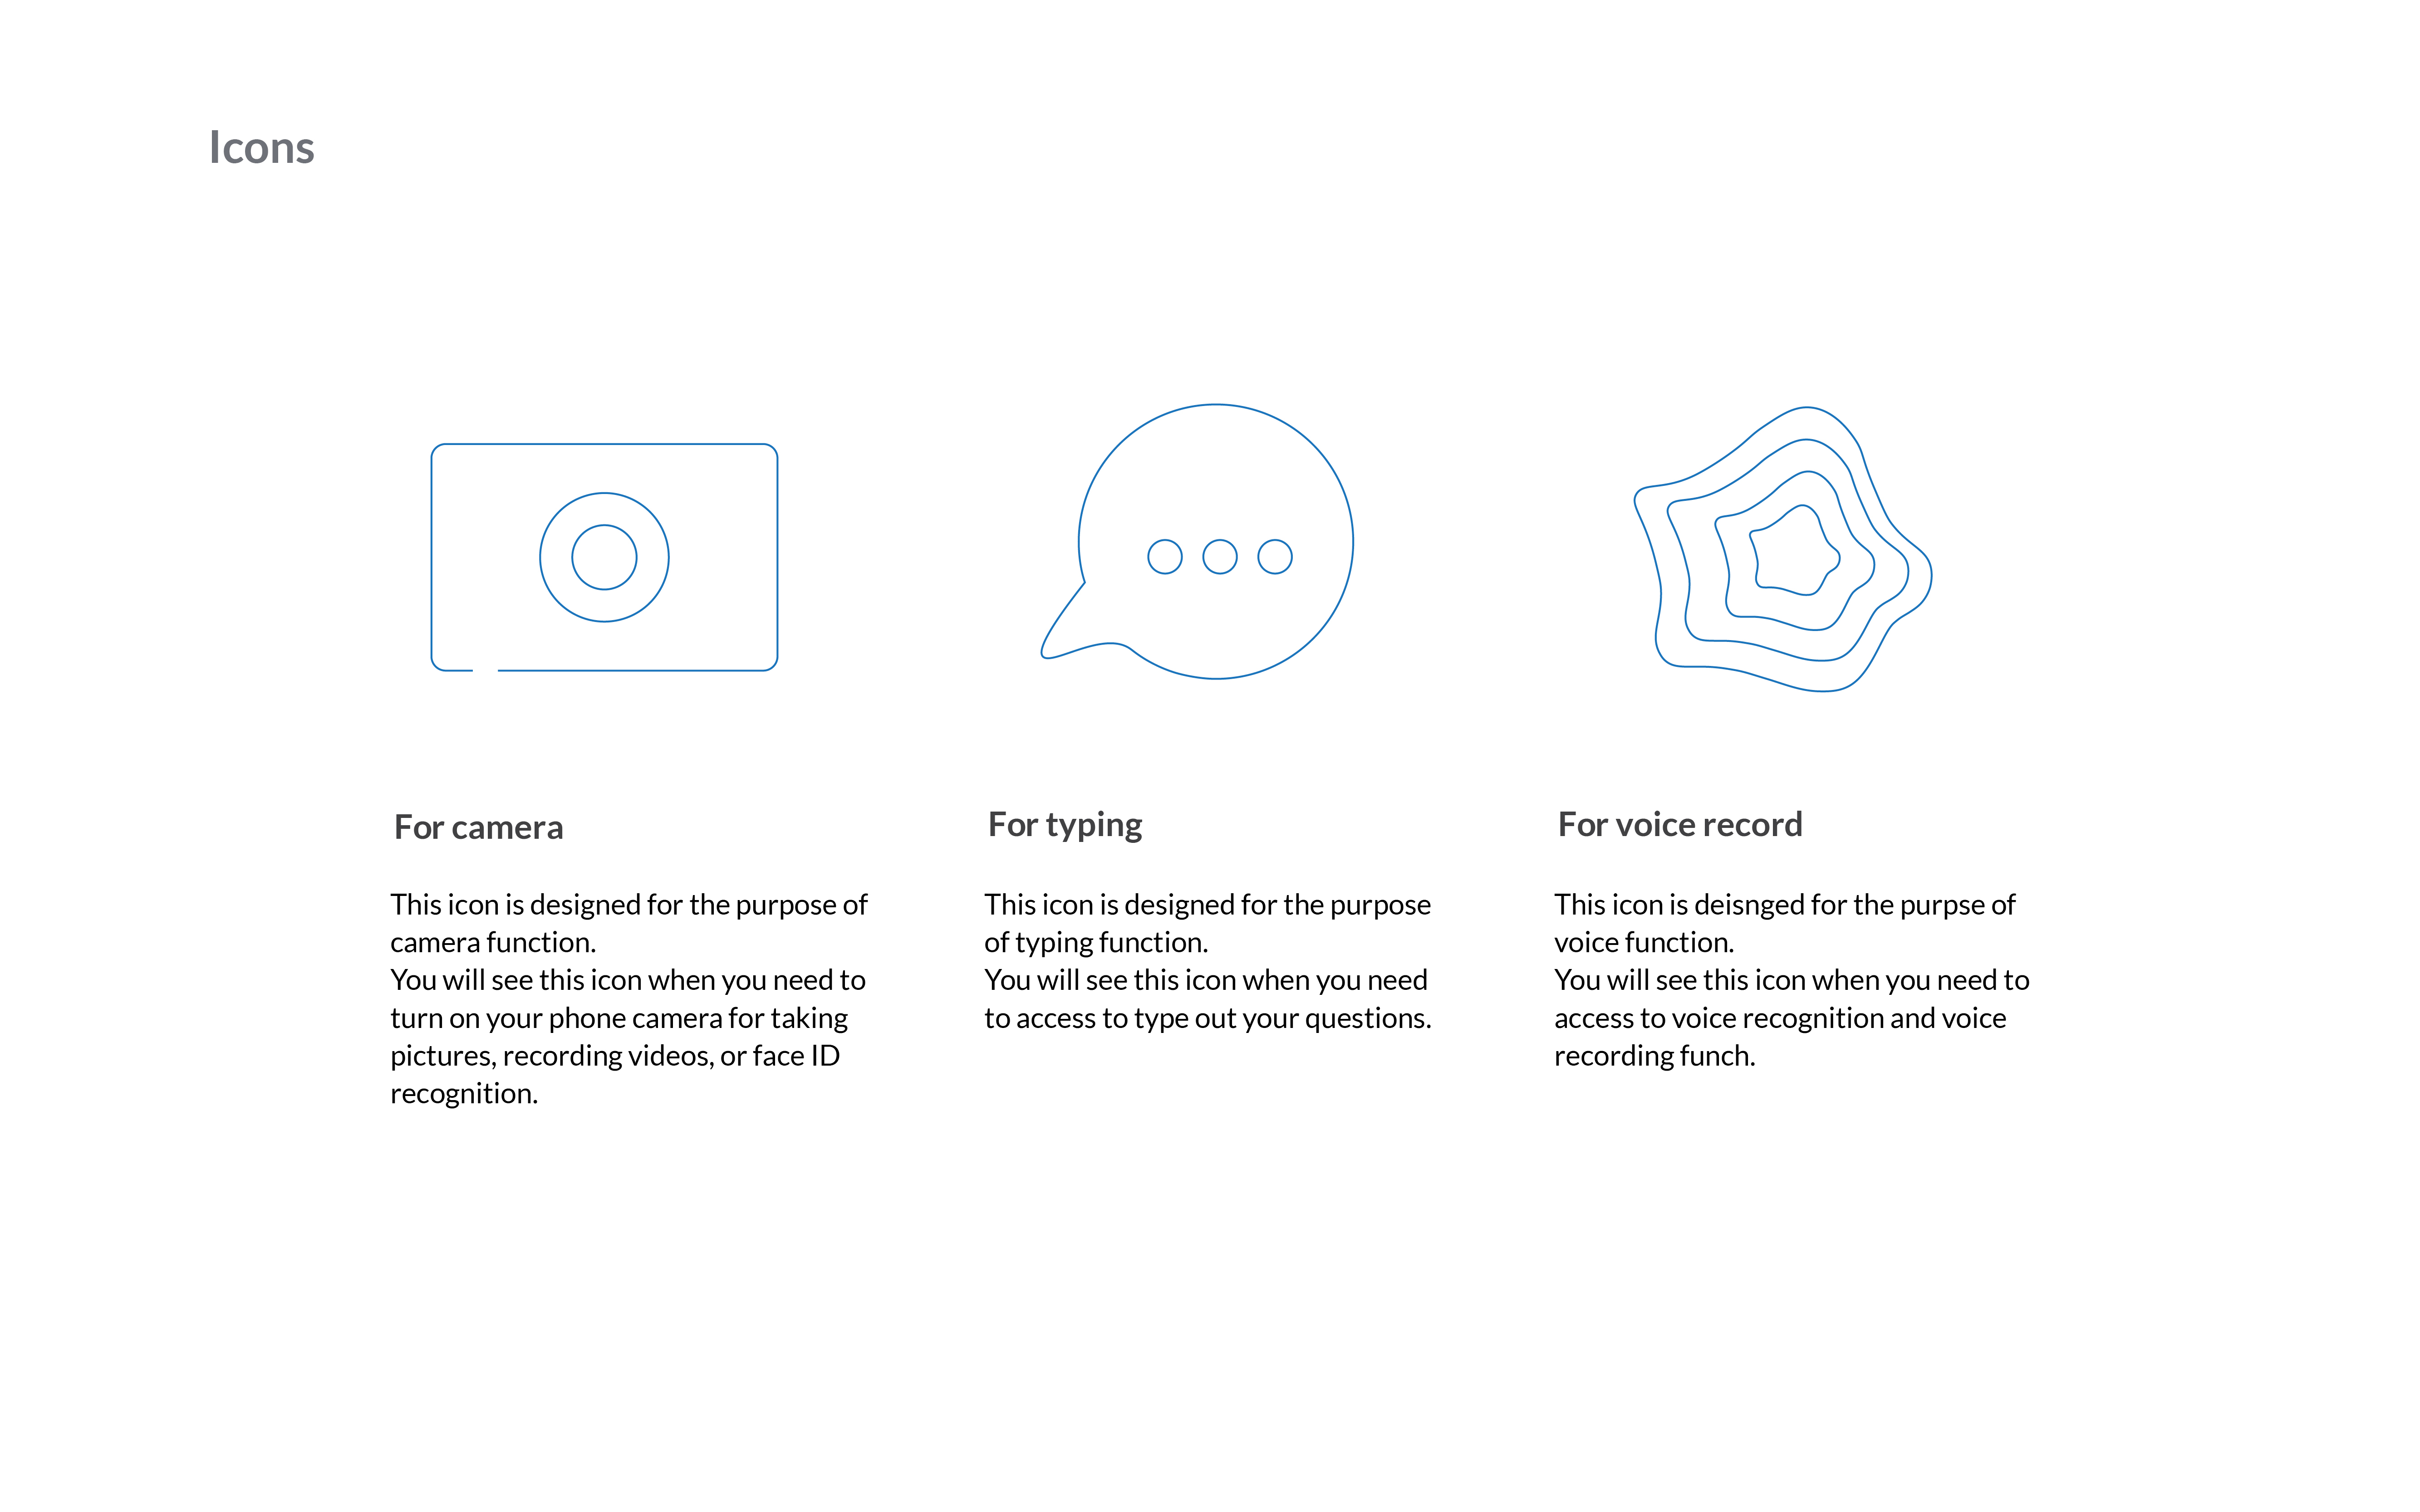 Icons
For camera
This icon is designed for the purpose of
camera function.
You will see this icon when you need to
turn on your phone camera for taking
pictures, recording videos, or face ID
recognition.
For typing
This icon is designed for the purpose
of typing function.
You will see this icon when you need
to access to type out your questions.
For voice record
This icon is deisnged for the purpse of
voice function.
You will see this icon when you need to
access to voice recognition and voice
recording funch.